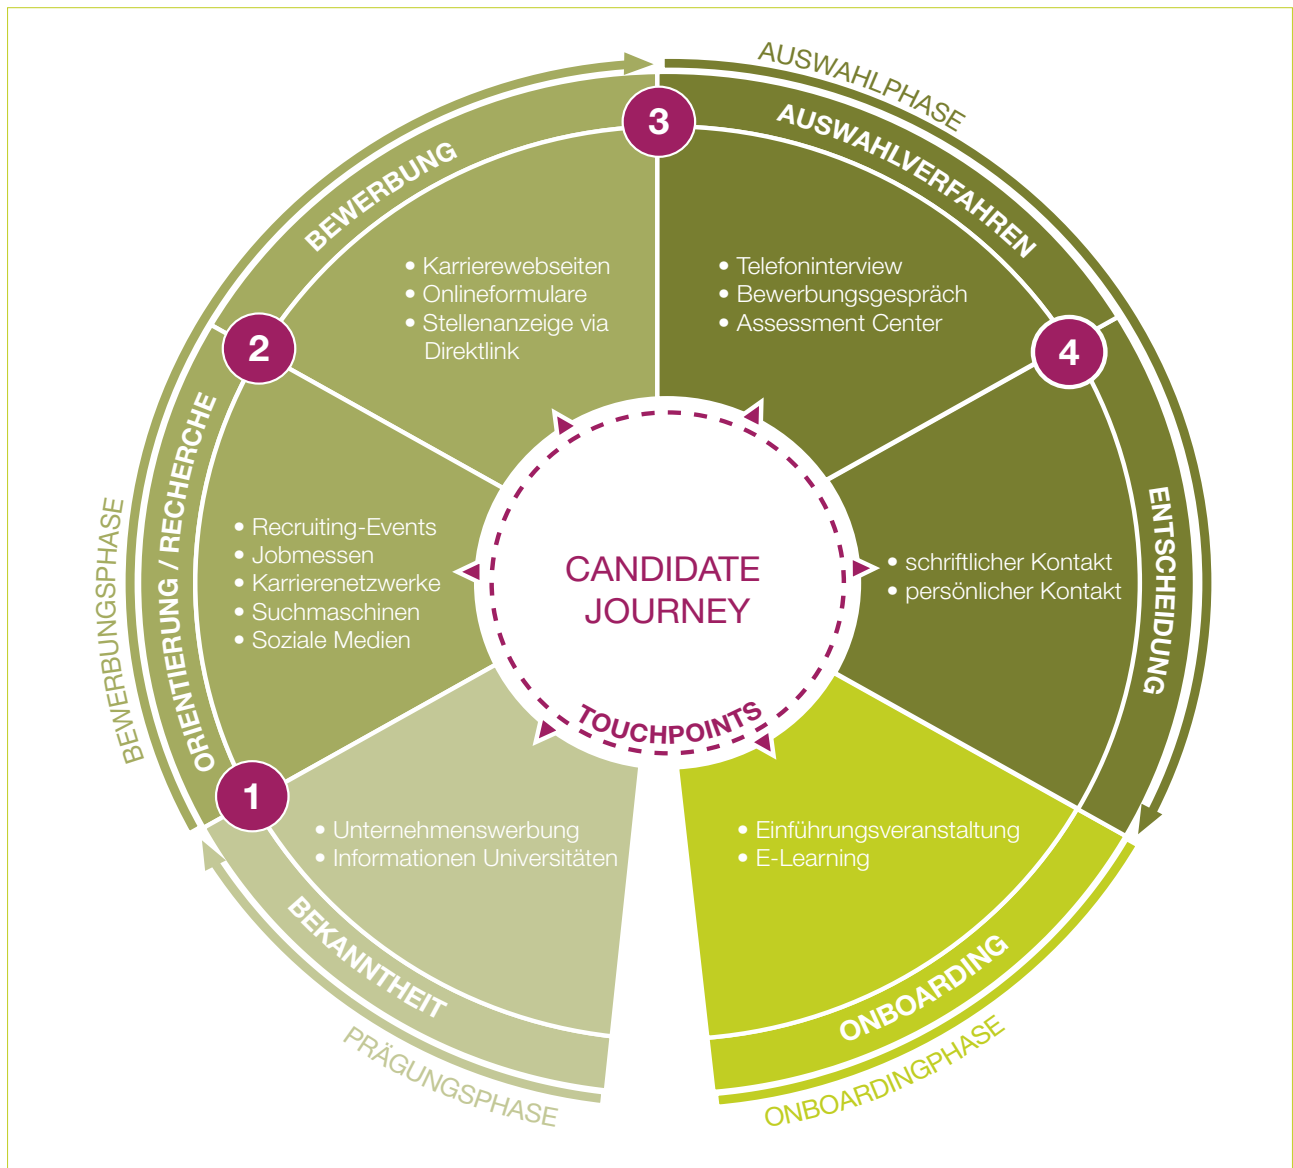 AUSWAHLPHASE
3
AUSWAHLVERFAHREN
BEWERBUNG
• Karrierewebseiten
• Onlineformulare
• Stellenanzeige via
Direktlink
• Telefoninterview
• Bewerbungsgespräch
• Assessment Center
2
4
ORIENTIERUNG / RECHERCHE
BEWERBUNGSPHASE
• Recruiting-Events
• Jobmessen
• Karrierenetzwerke
• Suchmaschinen
• Soziale Medien
CANDIDATE
JOURNEY
TOUCHPOINTS
• schriftlicher Kontakt
• persönlicher Kontakt
ENTSCHEIDUNG
1
• Unternehmenswerbung
• Informationen Universitäten
BEKANNTHEIT
PRÄGUNGSPHASE
• Einführungsveranstaltung
• E-Learning
ONBOARDING
ONBOARDINGPHASE